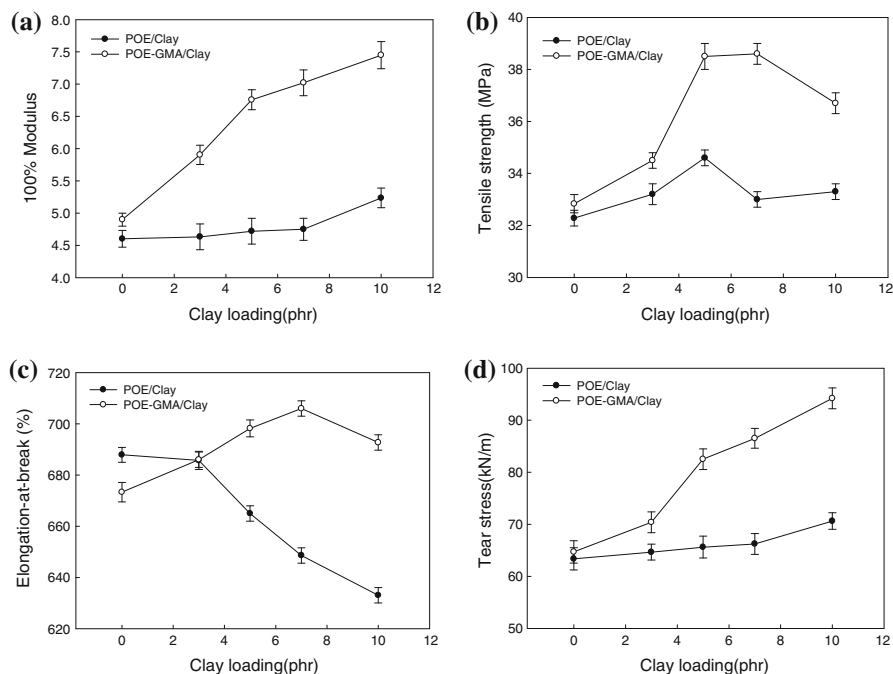 (a)
POE/Clay
POE-GMA/Clay
8.0
7.5
7.0
6.5
6.0
5.5
5.0
4.5
4.0
100% Modulus
0 2 4 6 8 10 12
Clay loading(phr)
(b)
POE/Clay
POE-GMA/Clay
40
38
36
34
32
30
Tensile strength (MPa)
0 2 4 6 8 10 12
Clay loading(phr)
(c)
POE/Clay
POE-GMA/Clay
720
700
680
660
640
620
Elongation-at-break (%)
0 2 4 6 8 10 12
Clay loading(phr)
(d)
POE/Clay
POE-GMA/Clay
100
90
80
70
60
50
Tear stress(kN/m)
0 2 4 6 8 10 12
Clay loading(phr)